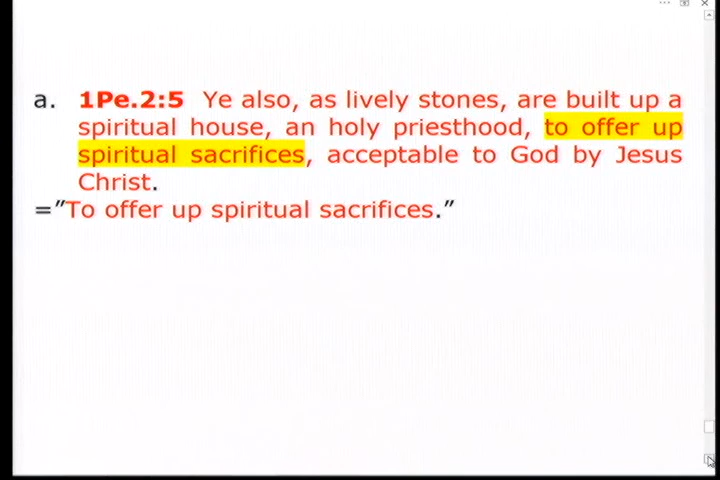 a. 1Pe.2:5 Ye also, as lively stones, are built up a
spiritual house, an holy priesthood, to offer up
spiritual sacrifices, acceptable to God by Jesus
Christ.
="To offer up spiritual sacrifices."